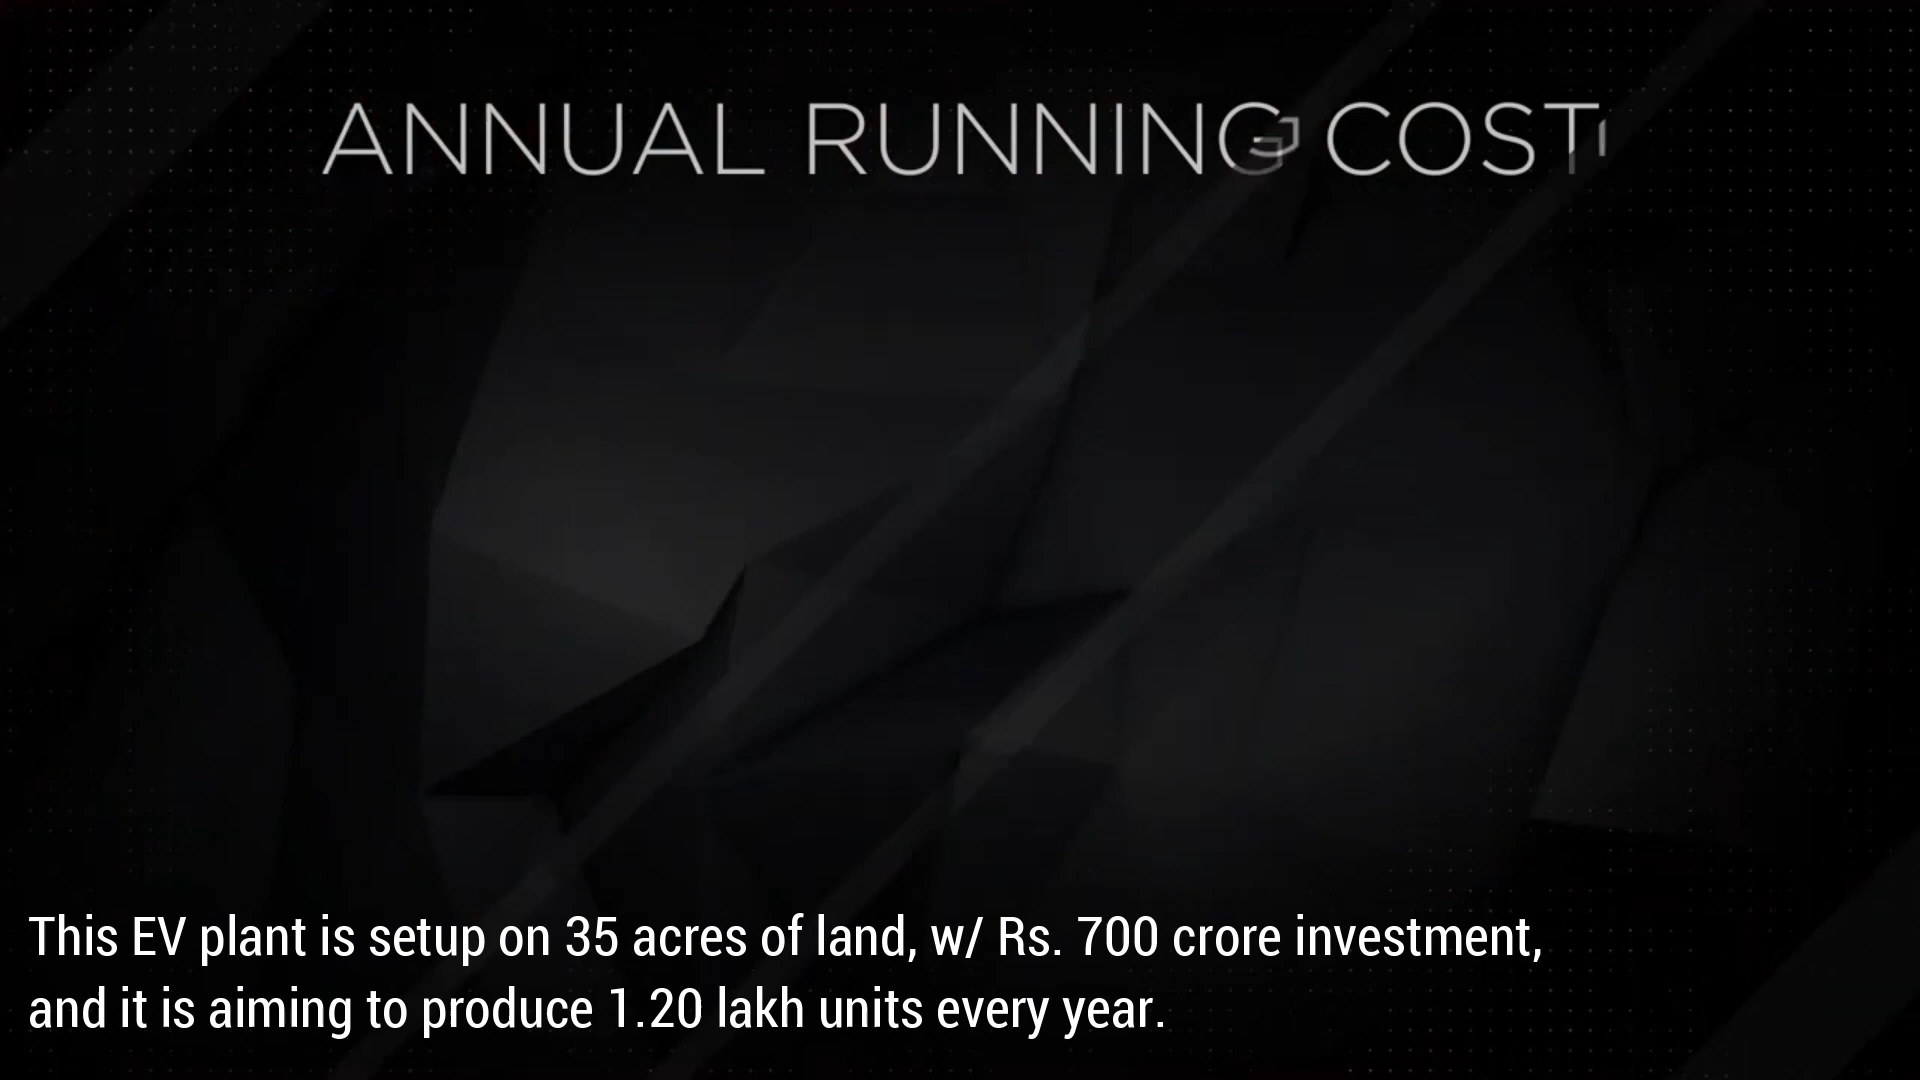 ANNUAL RUNNING COST
This EV plant is setup on 35 acres of land, w/ Rs. 700 crore investment,
and it is aiming to produce 1.20 lakh units every year.